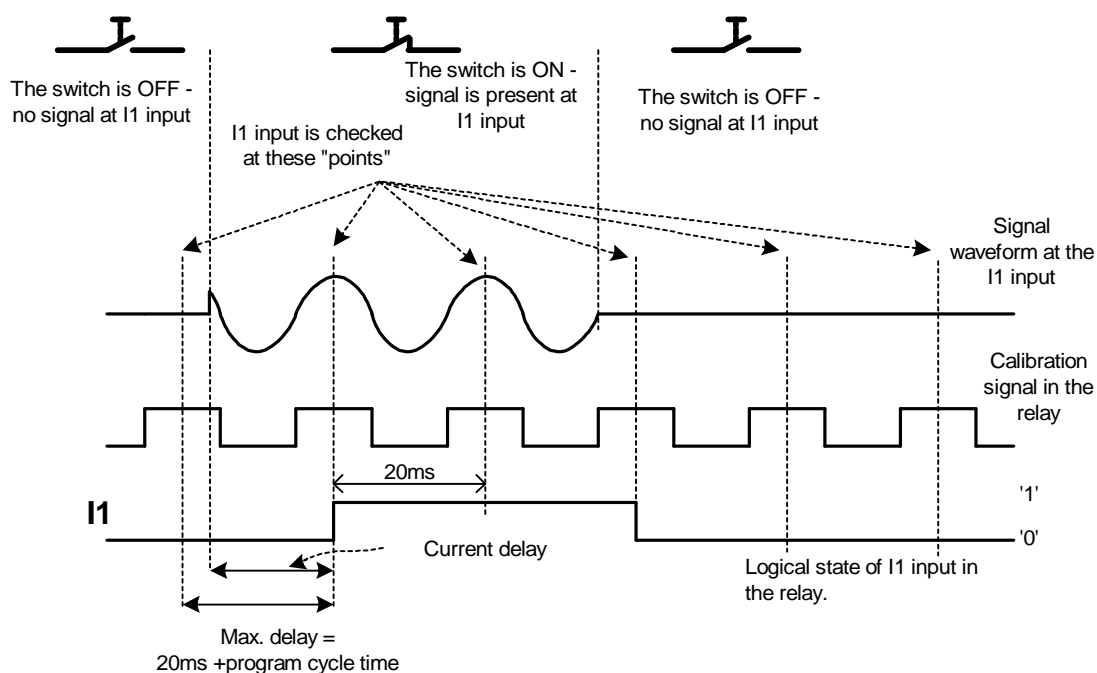 The switch is OFF -
no signal at I1 input
The switch is ON -
signal is present at
I1 input
The switch is OFF -
no signal at I1 input
I1 input is checked
at these "points"
Signal
waveform at the
I1 input
Calibration
signal in the
relay
20ms
I1
'1'
'0'
Current delay
Logical state of I1 input in
the relay.
Max. delay =
20ms +program cycle time